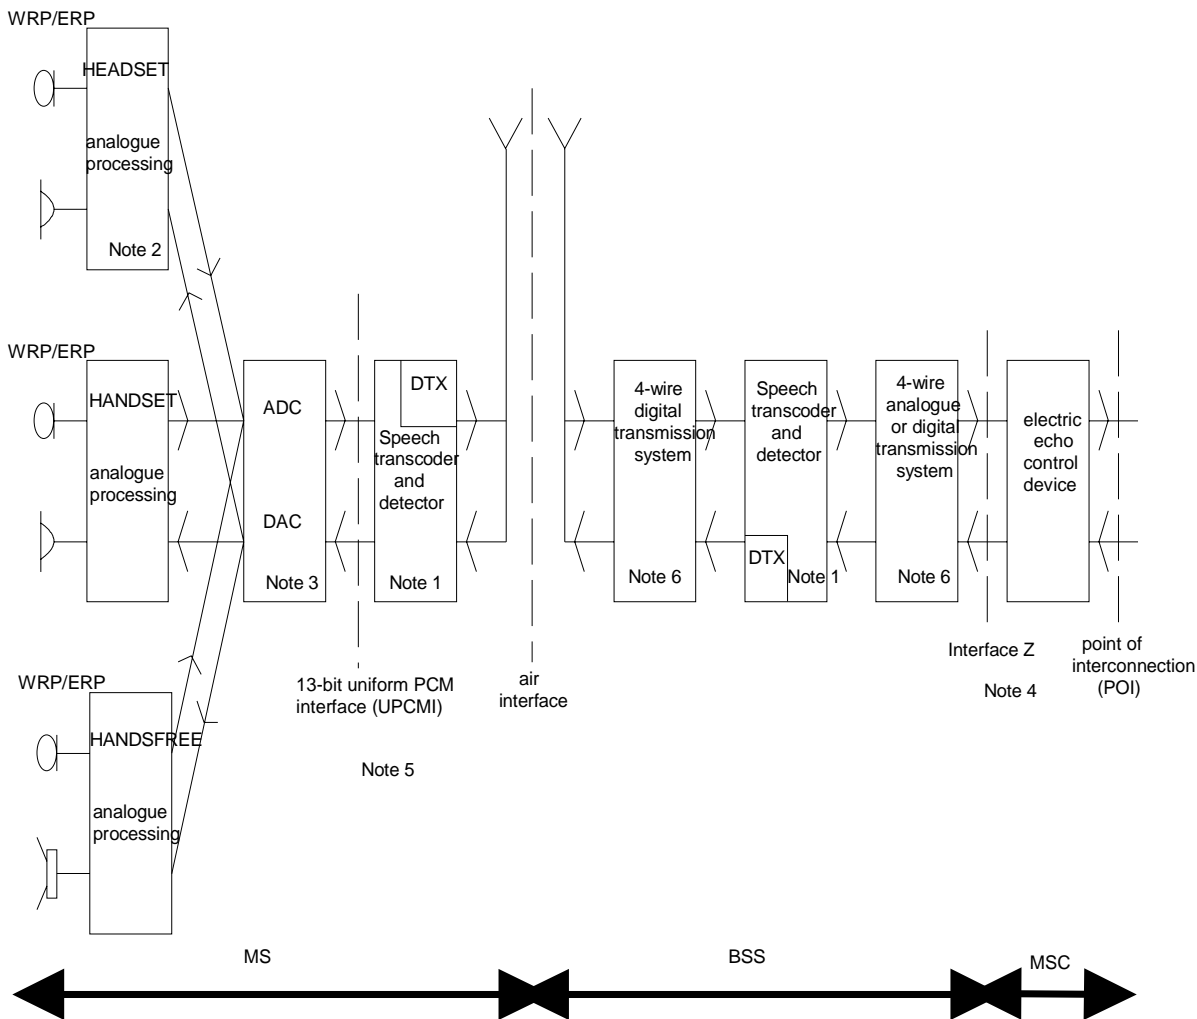 WRP/ERP
HEADSET
analogue
processing
Note 2
WRP/ERP
HANDSET
analogue
processing
ADC
DAC
Note 3
DTX
Speech
transcoder
and
detector
Note 1
4-wire
digital
transmission
system
Note 6
Speech
transcoder
and
detector
DTX
Note 1
4-wire
analogue
or digital
transmission
system
Note 6
electric
echo
control
device
WRP/ERP
HANDSFREE
analogue
processing
13-bit uniform PCM
interface (UPCMI)
Note 5
air
interface
Interface Z
Note 4
point of
interconnection
(POI)
MS
BSS
MSC